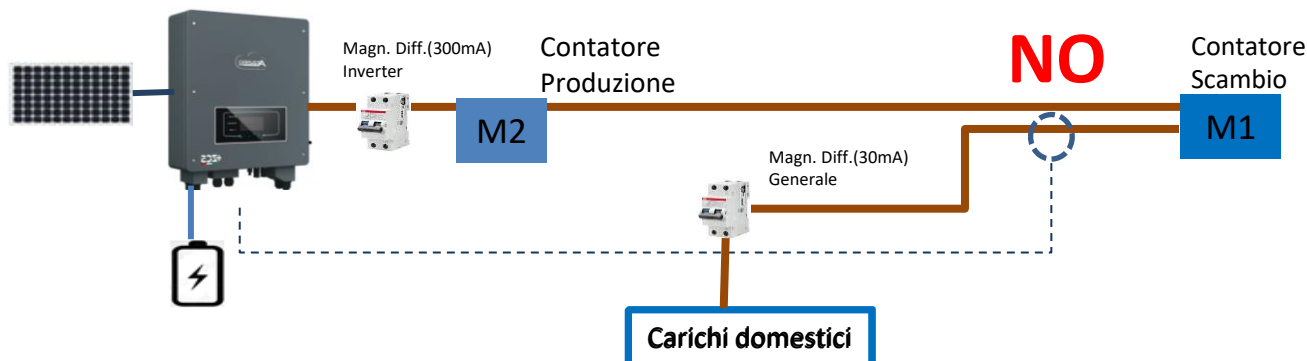 Magn. Diff.(300mA)
Inverter
Contatore
Produzione
NO
Contatore
Scambio
M2
M1
Magn. Diff.(30mA)
Generale
Carichi domestici